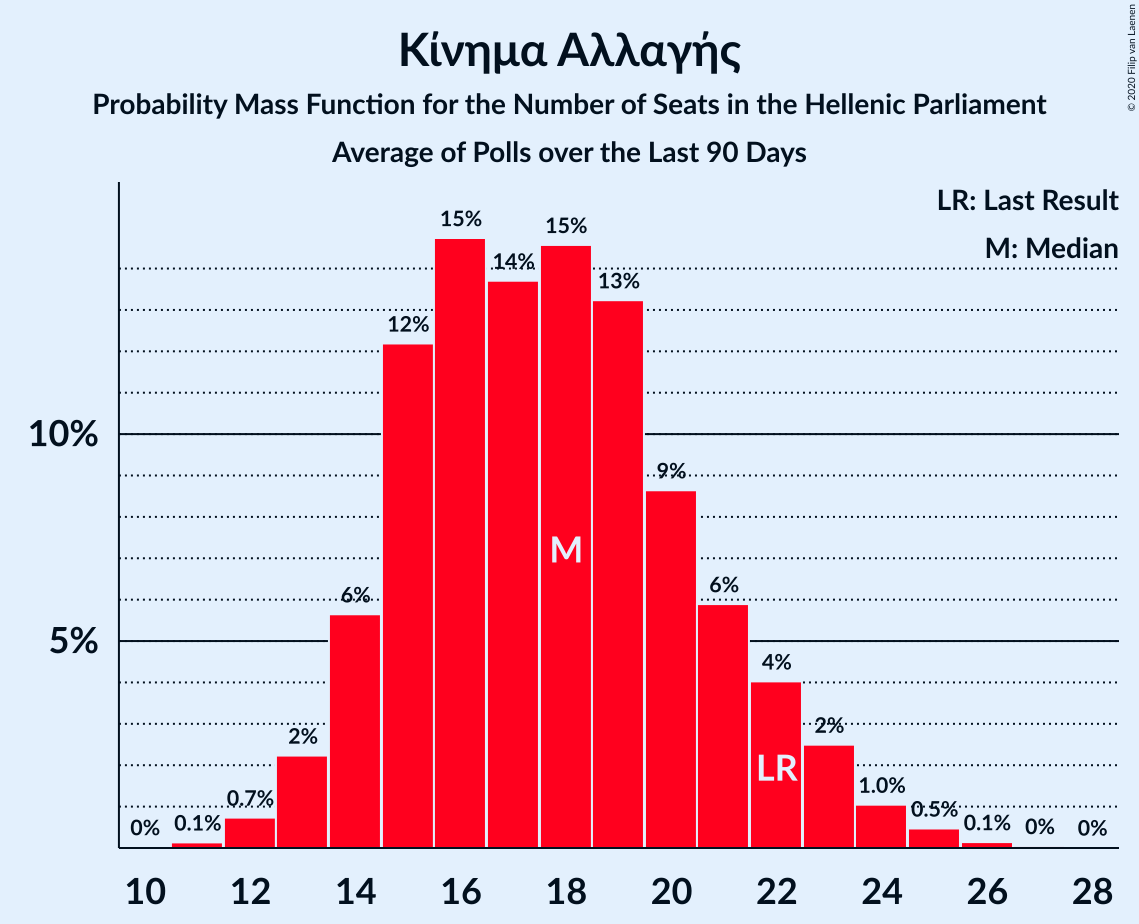 Κίνημα Αλλαγής
Probability Mass Function for the Number of Seats in the Hellenic Parliament
Average of Polls over the Last 90 Days
© 2020 Filip van Laenen
LR: Last Result
M: Median
15%
15%
14%
13%
12%
10%
9%
M
6%
6%
5%
4%
2%
2%
LR
0.7%
1.0%
0%
0.1%
0.5%
0.1%
0%
0%
10 12 14 16 18 20 22 24 26 28